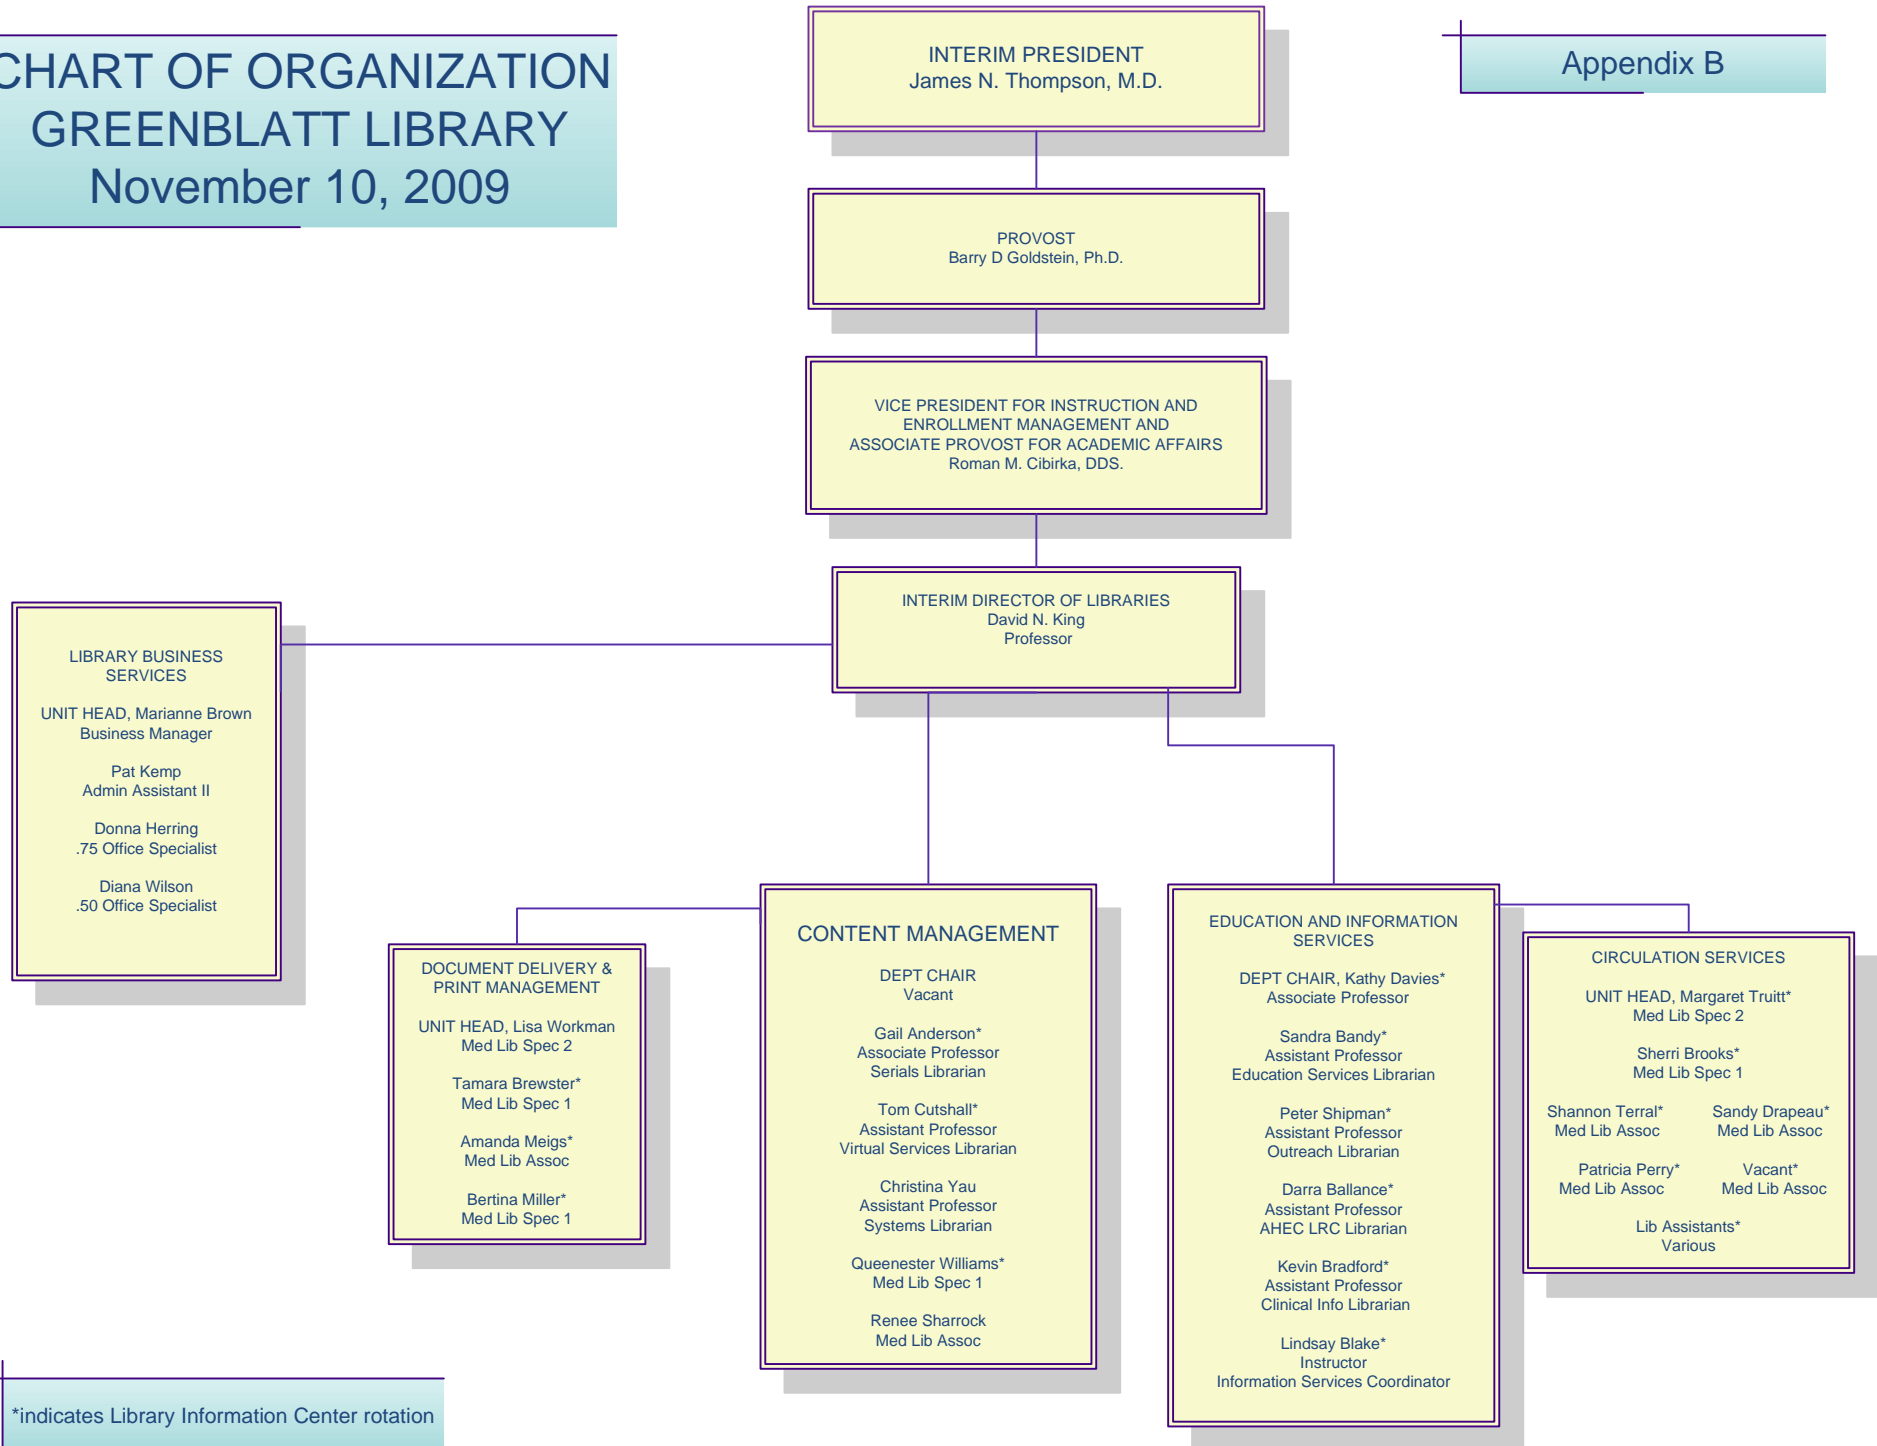 CHART OF ORGANIZATION
GREENBLATT LIBRARY
November 10, 2009
Appendix B
INTERIM PRESIDENT
James N. Thompson, M.D.
PROVOST
Barry D Goldstein, Ph.D.
VICE PRESIDENT FOR INSTRUCTION AND
ENROLLMENT MANAGEMENT AND
ASSOCIATE PROVOST FOR ACADEMIC AFFAIRS
Roman M. Cibirka, DDS.
INTERIM DIRECTOR OF LIBRARIES
David N. King
Professor
LIBRARY BUSINESS
SERVICES
UNIT HEAD, Marianne Brown
Business Manager
Pat Kemp
Admin Assistant II
Donna Herring
.75 Office Specialist
Diana Wilson
.50 Office Specialist
DOCUMENT DELIVERY &
PRINT MANAGEMENT
UNIT HEAD, Lisa Workman
Med Lib Spec 2
Tamara Brewster*
Med Lib Spec 1
Amanda Meigs*
Med Lib Assoc
Bertina Miller*
Med Lib Spec 1
CONTENT MANAGEMENT
DEPT CHAIR
Vacant
Gail Anderson*
Associate Professor
Serials Librarian
Tom Cutshall*
Assistant Professor
Virtual Services Librarian
Christina Yau
Assistant Professor
Systems Librarian
Queenester Williams*
Med Lib Spec 1
Renee Sharrock
Med Lib Assoc
EDUCATION AND INFORMATION
SERVICES
DEPT CHAIR, Kathy Davies*
Associate Professor
Sandra Bandy*
Assistant Professor
Education Services Librarian
Peter Shipman*
Assistant Professor
Outreach Librarian
Darra Ballance*
Assistant Professor
AHEC LRC Librarian
Kevin Bradford*
Assistant Professor
Clinical Info Librarian
Lindsay Blake*
Instructor
Information Services Coordinator
CIRCULATION SERVICES
UNIT HEAD, Margaret Truitt*
Med Lib Spec 2
Sherri Brooks*
Med Lib Spec 1
Shannon Terral* Sandy Drapeau*
Med Lib Assoc Med Lib Assoc
Patricia Perry* Vacant*
Med Lib Assoc Med Lib Assoc
Lib Assistants*
Various
*indicates Library Information Center rotation